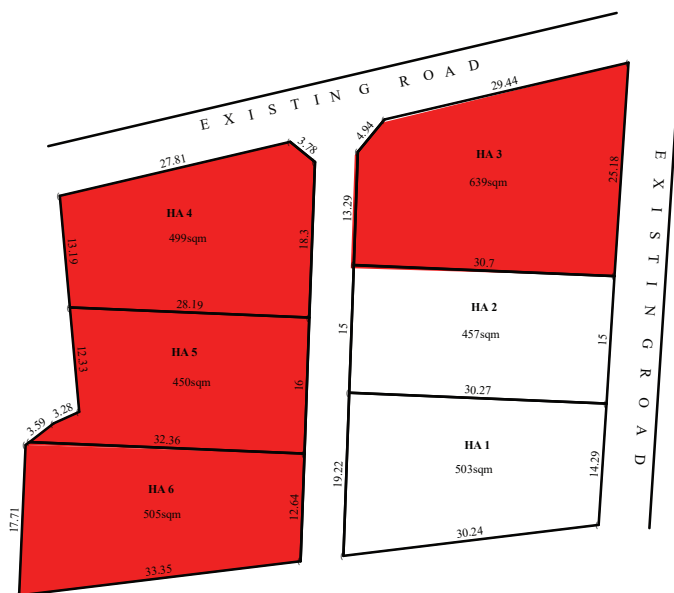 EXISTING ROAD
29.44
4.94
3.78
27.81
HA 3
639sqm
25.18
13.29
30.7
EXISTINGROAD
HA 4
499sqm
13.19
18.3
28.19
HA 2
457sqm
15
15
30.27
HA 5
450sqm
12.33
16
3.28
3.59
32.36
HA 1
503sqm
19.22
14.29
30.24
HA 6
505sqm
17.71
12.64
33.35